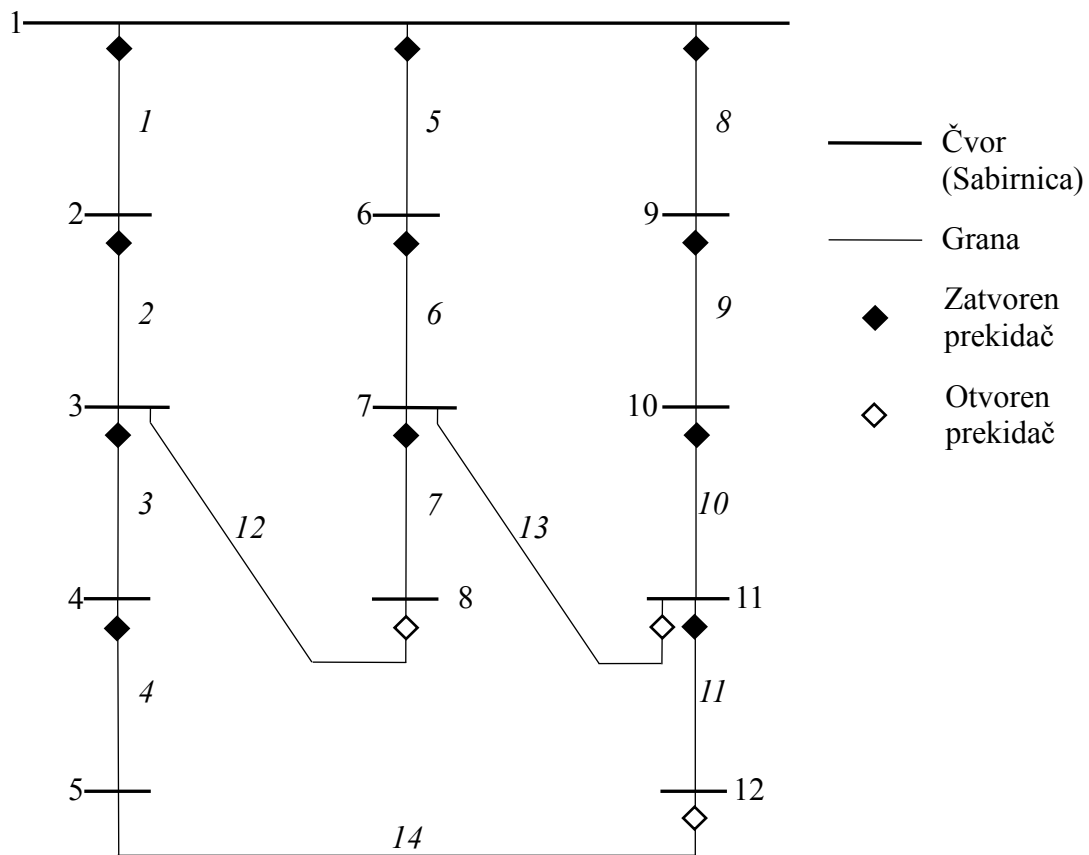 1
1 5 8
2 6 9
2 6 9
3 7 10
3 12 7 13 10
4 8 11
4 11
5 12
14
Čvor
(Sabirnica)
Grana
Zatvoren
prekidač
Otvoren
prekidač